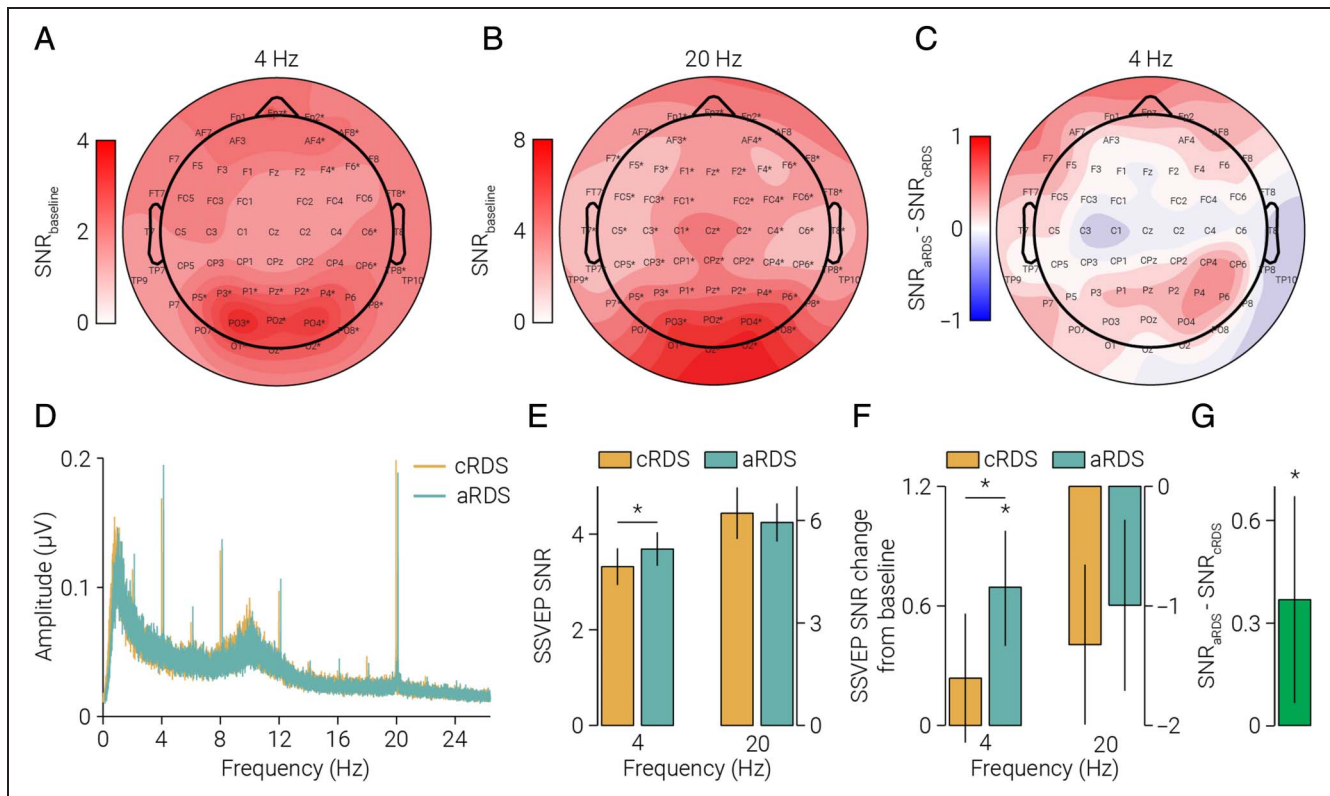 A
B
C
4 Hz
20 Hz
4 Hz
4
2
0
SNRbaseline
Fp1 Fpz* Fp2*
AF7 AF3 AF4* AF8*
F7 F5 F3 F1 Fz F2 F4* F6* F8
FT7 FC5 FC3 FC1 FC2 FC4 FC6 FT8*
T7 C5 C3 C1 Cz C2 C4 C6* T8
TP9 TP7 CP5 CP3 CP1 CPz CP2 CP4 CP6* TP8* TP10
P7 P5* P3* P1* Pz* P2* P4* P6 P8*
PO7 PO3* POz* PO4* PO8*
O1 Oz O2*
8
4
0
SNRbaseline
Fp1* Fpz* Fp2*
AF7* AF3* AF4* AF8
F7* F5* F3* F1* Fz* F2* F4* F6* F8*
FT7 FC5* FC3* FC1* FC2* FC4* FC6* FT8*
T7* C5* C3* C1* Cz* C2* C4* C6* T8*
TP9* TP7 CP5* CP3* CP1* CPz* CP2* CP4* CP6* TP8* TP10
P7* P5* P3* P1* Pz* P2* P4* P6* P8*
PO7 PO3* POz* PO4* PO8*
O1* Oz* O2*
1
0
−1
SNRaRDS - SNRcRDS
Fp1 Fpz Fp2
AF7 AF3 AF4 AF8
F7 F5 F3 F1 Fz F2 F4 F6 F8
FT7 FC5 FC3 FC1 FC2 FC4 FC6 FT8
T7 C5 C3 C1 Cz C2 C4 C6 T8
TP9 TP7 CP5 CP3 CP1 CPz CP2 CP4 CP6 TP8 TP10
P7 P5 P3 P1 Pz P2 P4 P6 P8
PO7 PO3 POz PO4 PO8
O1 Oz O2
D
cRDS
aRDS
0.2
0.1
0
Amplitude (μV)
0 4 8 12 16 20 24
Frequency (Hz)
E
cRDS aRDS
*
4
2
0
SSVEP SNR
6
3
0
4 20
Frequency (Hz)
F
cRDS aRDS
*
*
1.2
0.6
0
SSVEP SNR change
from baseline
0
−1
−2
4 20
Frequency (Hz)
G
*
0.6
0.3
0
SNRaRDS - SNRcRDS